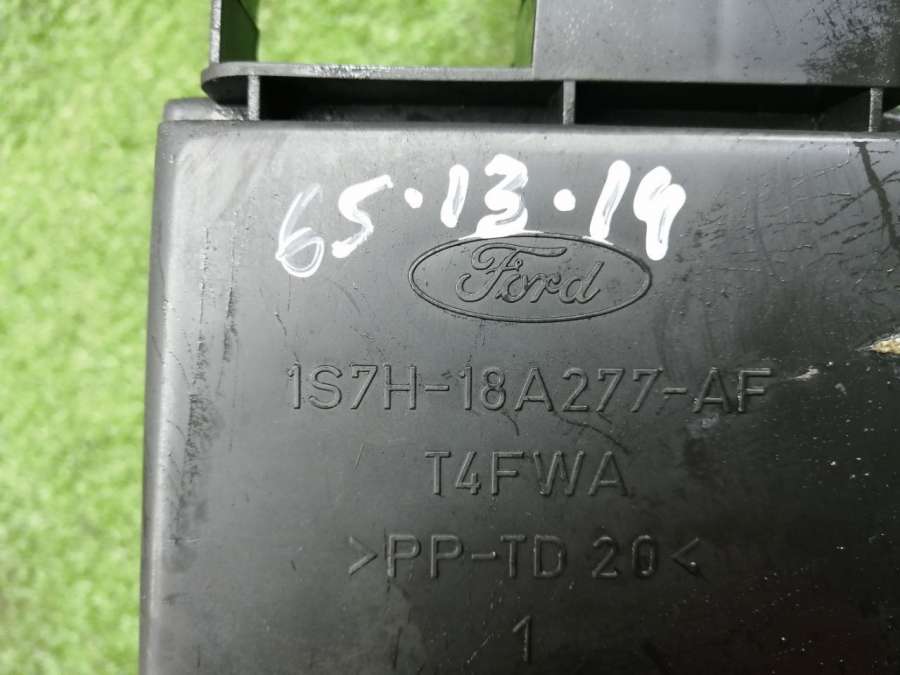 65.13.19
Ford
1S7H-18A277-AF
T4FWA
>PP-TD 20<
1